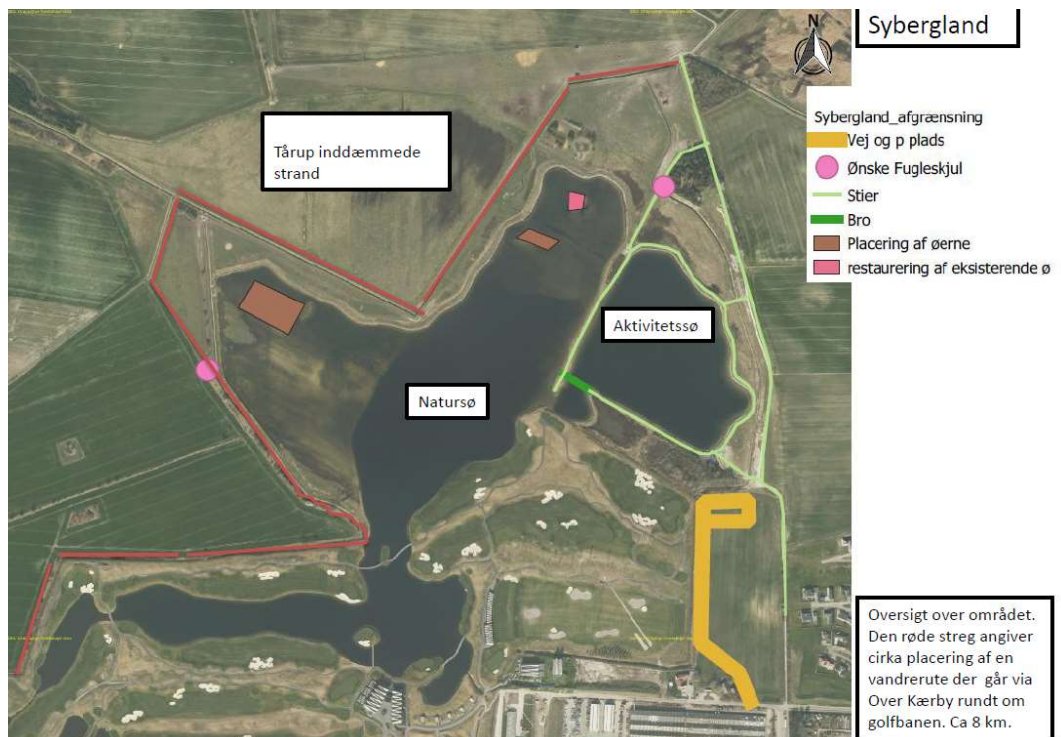 Sybergland
N
Sybergland_afgrænsning
Vej og p plads
Ønske Fugleskjul
Stier
Bro
Placering af øerne
restaurering af eksisterende ø
Tårup inddæmmede
strand
Aktivitetssø
Natursø
Oversigt over området.
Den røde streg angiver
cirka placering af en
vandrerute der går via
Over Kærby rundt om
golfbanen. Ca 8 km.